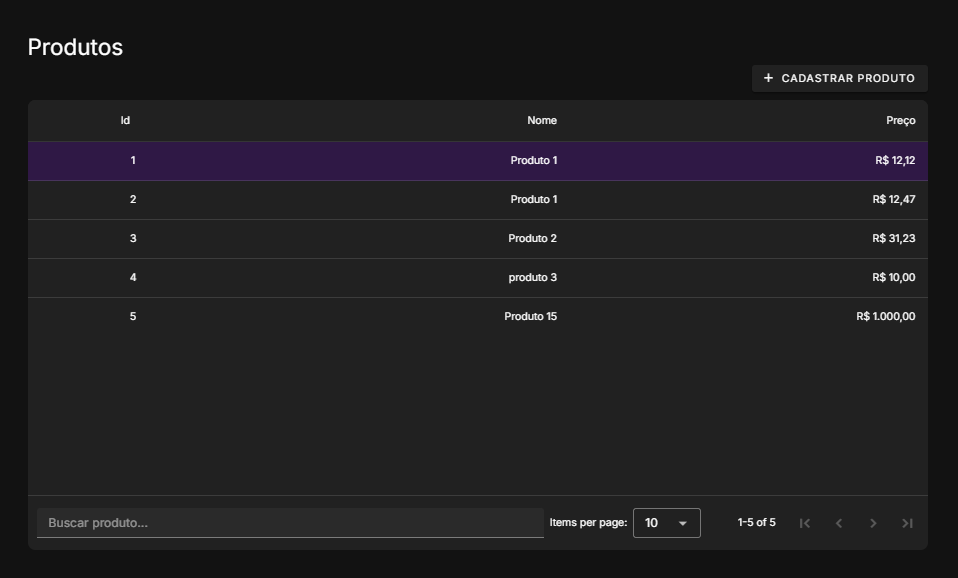 Produtos
+ CADASTRAR PRODUTO
Id Nome Preço
1 Produto 1 R$ 12,12
2 Produto 1 R$ 12,47
3 Produto 2 R$ 31,23
4 produto 3 R$ 10,00
5 Produto 15 R$ 1.000,00
Buscar produto... Items per page: 10 1-5 of 5